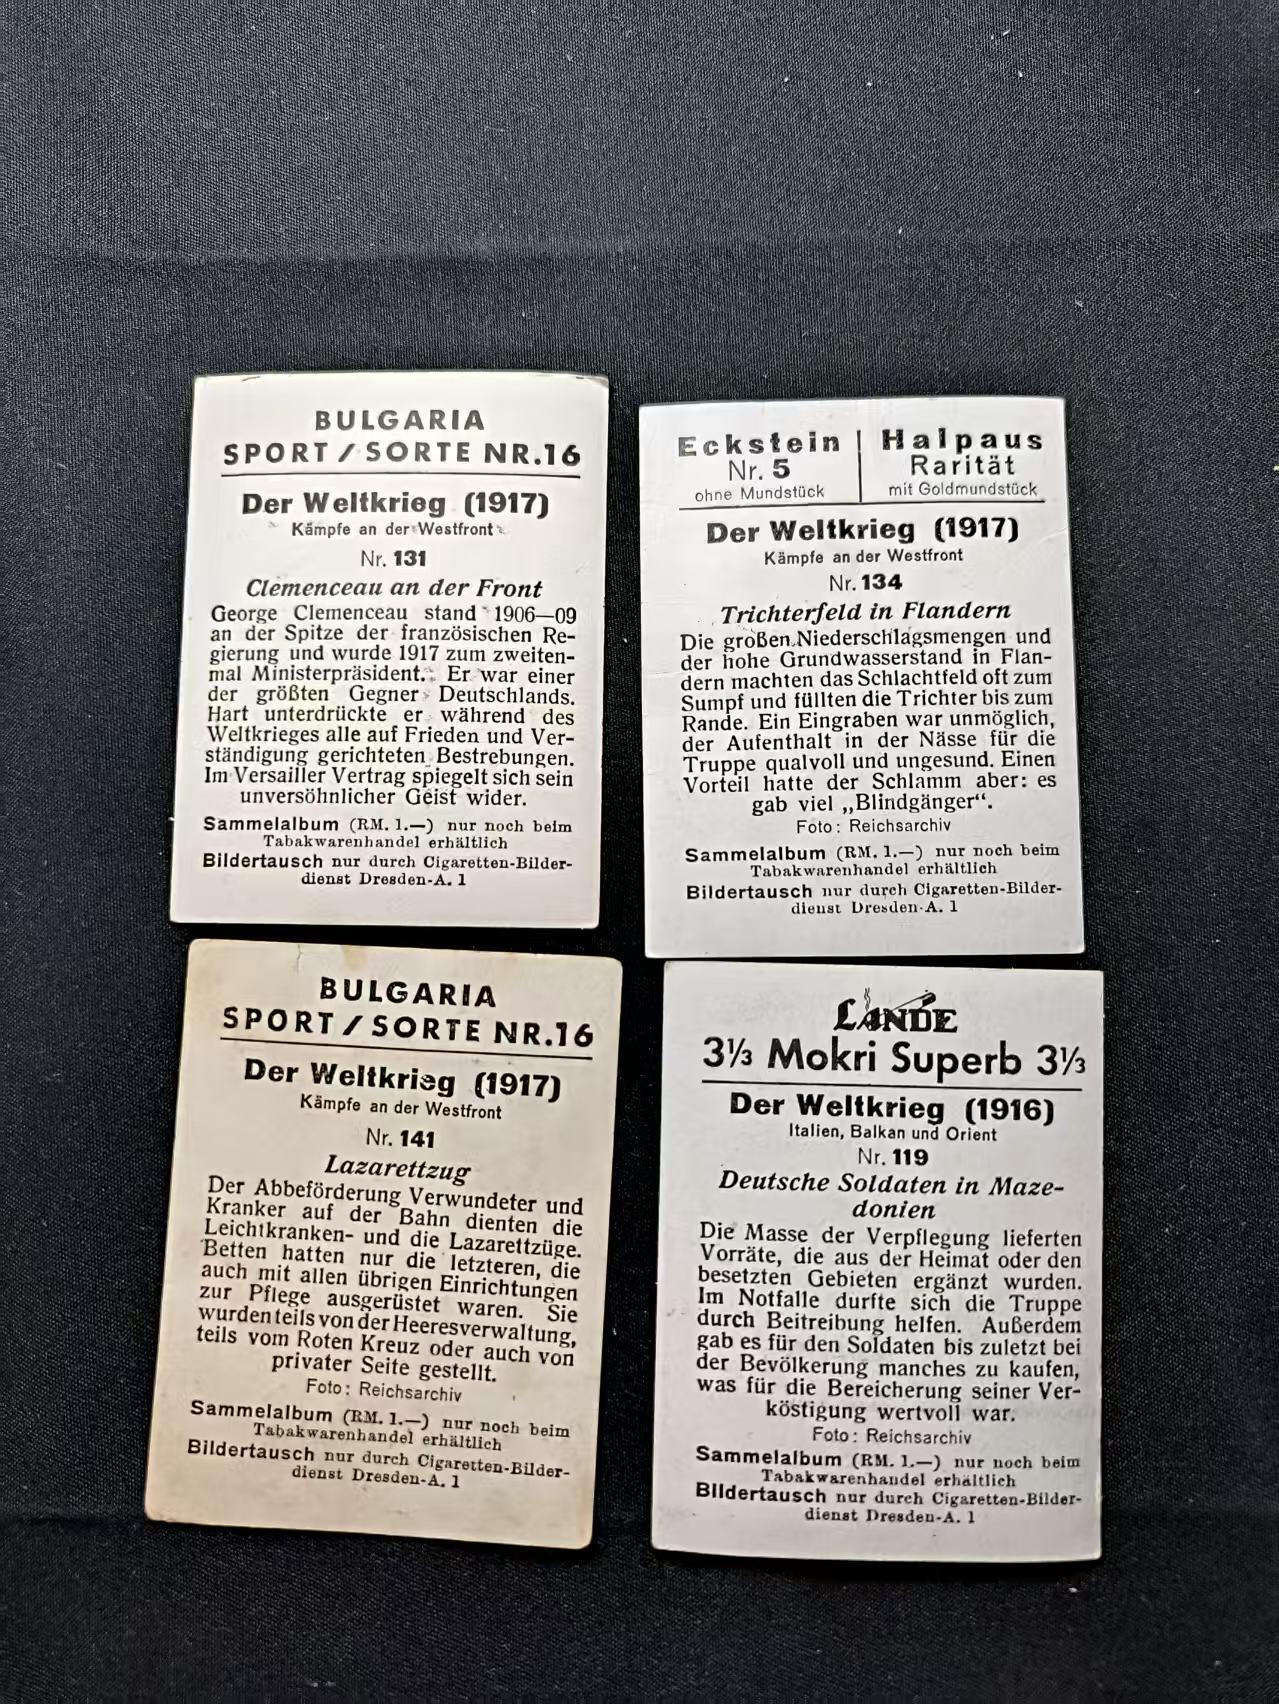 BULGARIA
SPORT / SORTE NR.16
Der Weltkrieg (1917)
Kämpfe an der Westfront
Nr. 131
Clemenceau an der Front
George Clemenceau stand 1906—09
an der Spitze der französischen Re-
gierung und wurde 1917 zum zweiten-
mal Ministerpräsident. Er war einer
der größten Gegner Deutschlands.
Hart unterdrückte er während des
Weltkrieges alle auf Frieden und Ver-
ständigung gerichteten Bestrebungen.
Im Versailler Vertrag spiegelt sich sein
unversöhnlicher Geist wider.
Sammelalbum (RM. 1.—) nur noch beim
Tabakwarenhandel erhältlich
Bildertausch nur durch Cigaretten-Bilder-
dienst Dresden-A. 1
Eckstein
Nr. 5
ohne Mundstück
Halpaus
Rarität
mit Goldmundstück
Der Weltkrieg (1917)
Kämpfe an der Westfront
Nr. 134
Trichterfeld in Flandern
Die großen Niederschlagsmengen und
der hohe Grundwasserstand in Flan-
dern machten das Schlachtfeld oft zum
Sumpf und füllten die Trichter bis zum
Rande. Ein Eingraben war unmöglich,
der Aufenthalt in der Nässe für die
Truppe qualvoll und ungesund. Einen
Vorteil hatte der Schlamm aber: es
gab viel „Blindgänger“.
Foto: Reichsarchiv
Sammelalbum (RM. 1.—) nur noch beim
Tabakwarenhandel erhältlich
Bildertausch nur durch Cigaretten-Bilder-
dienst Dresden-A. 1
BULGARIA
SPORT / SORTE NR.16
Der Weltkrieg (1917)
Kämpfe an der Westfront
Nr. 141
Lazarettzug
Der Abbeförderung Verwundeter und
Kranker auf der Bahn dienten die
Leichtkranken- und die Lazarettzüge.
Betten hatten nur die letzteren, die
auch mit allen übrigen Einrichtungen
zur Pflege ausgerüstet waren. Sie
wurden teils von der Heeresverwaltung,
teils vom Roten Kreuz oder auch von
privater Seite gestellt.
Foto: Reichsarchiv
Sammelalbum (RM. 1.—) nur noch beim
Tabakwarenhandel erhältlich
Bildertausch nur durch Cigaretten-Bilder-
dienst Dresden-A. 1
LANDE
3⅓ Mokri Superb 3⅓
Der Weltkrieg (1916)
Italien, Balkan und Orient
Nr. 119
Deutsche Soldaten in Maze-
donien
Die Masse der Verpflegung lieferten
Vorräte, die aus der Heimat oder den
besetzten Gebieten ergänzt wurden.
Im Notfalle durfte sich die Truppe
durch Beitreibung helfen. Außerdem
gab es für den Soldaten bis zuletzt bei
der Bevölkerung manches zu kaufen,
was für die Bereicherung seiner Ver-
köstigung wertvoll war.
Foto: Reichsarchiv
Sammelalbum (RM. 1.—) nur noch beim
Tabakwarenhandel erhältlich
Bildertausch nur durch Cigaretten-Bilder-
dienst Dresden-A. 1